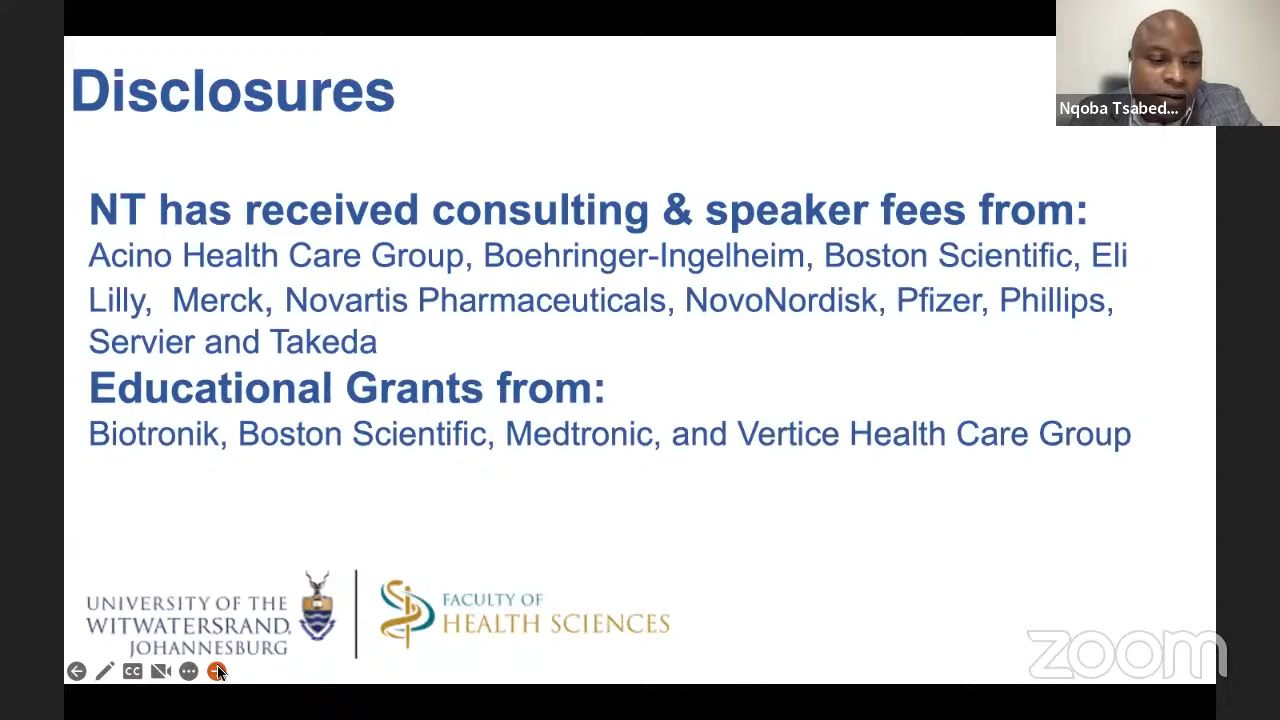 Disclosures
Nqoba Tsabed...
NT has received consulting & speaker fees from:
Acino Health Care Group, Boehringer-Ingelheim, Boston Scientific, Eli
Lilly, Merck, Novartis Pharmaceuticals, NovoNordisk, Pfizer, Phillips,
Servier and Takeda
Educational Grants from:
Biotronik, Boston Scientific, Medtronic, and Vertice Health Care Group
UNIVERSITY OF THE
WITWATERSRAND,
JOHANNESBURG
FACULTY OF
HEALTH SCIENCES
CC
zoom